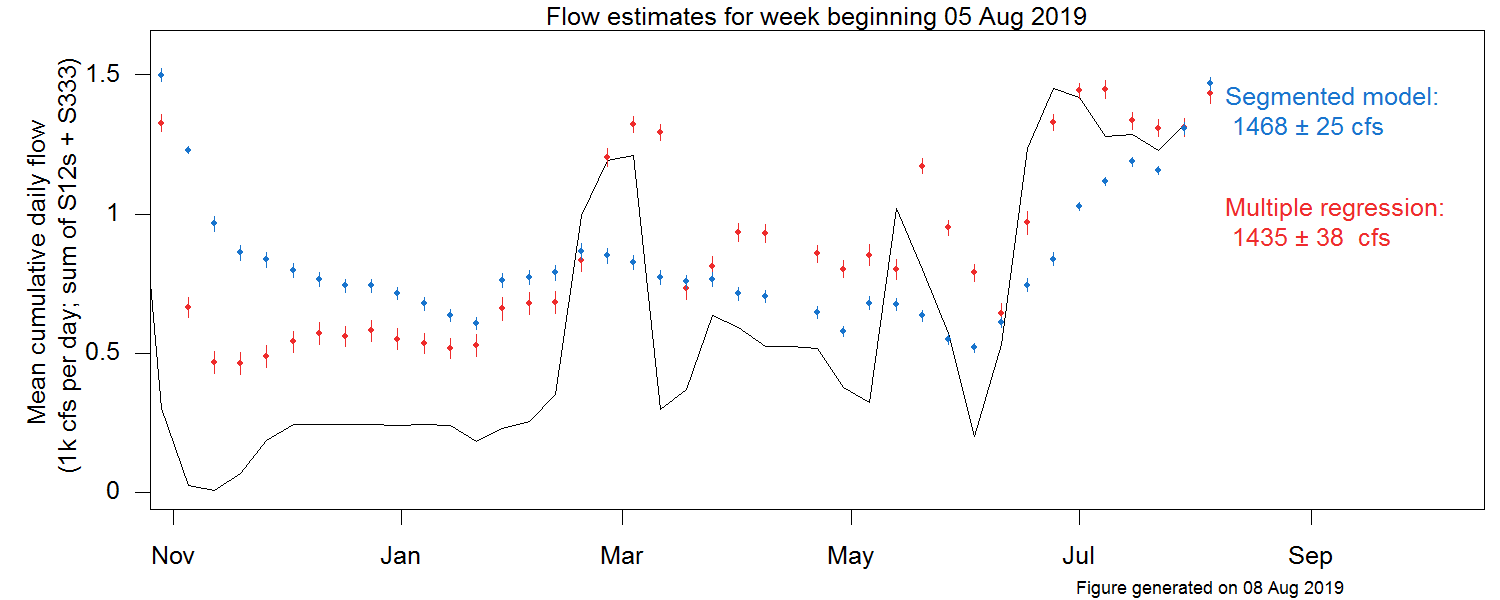 Flow estimates for week beginning 05 Aug 2019
Mean cumulative daily flow
(1k cfs per day; sum of S12s + S333)
1.5
1
0.5
0
Segmented model:
1468 ± 25 cfs
Multiple regression:
1435 ± 38  cfs
Nov
Jan
Mar
May
Jul
Sep
Figure generated on 08 Aug 2019